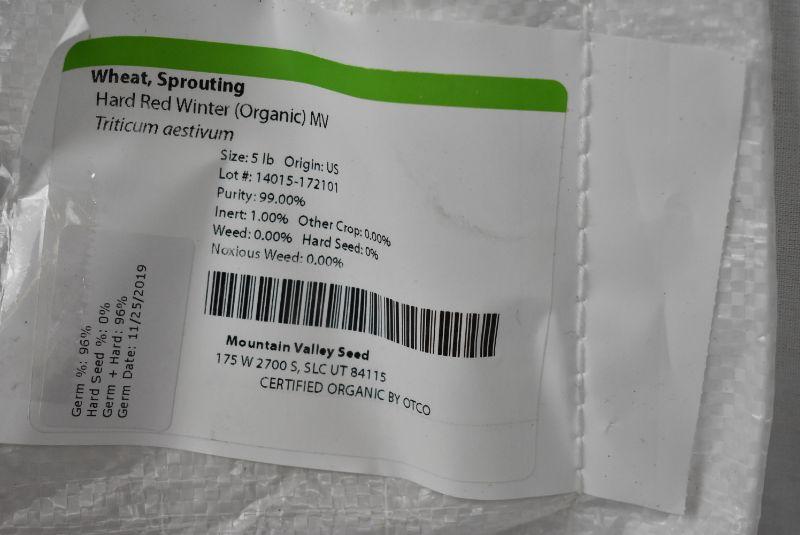 Wheat, Sprouting
Hard Red Winter (Organic) MV
Triticum aestivum
Size: 5 lb Origin: US
Lot #: 14015-172101
Purity: 99.00%
Inert: 1.00% Other Crop: 0.00%
Weed: 0.00% Hard Seed: 0%
Noxious Weed: 0.00%
Mountain Valley Seed
175 W 2700 S, SLC UT 84115
CERTIFIED ORGANIC BY OTCO
Germ %: 96%
Hard Seed %: 0%
Germ + Hard: 96%
Germ Date: 11/25/2019